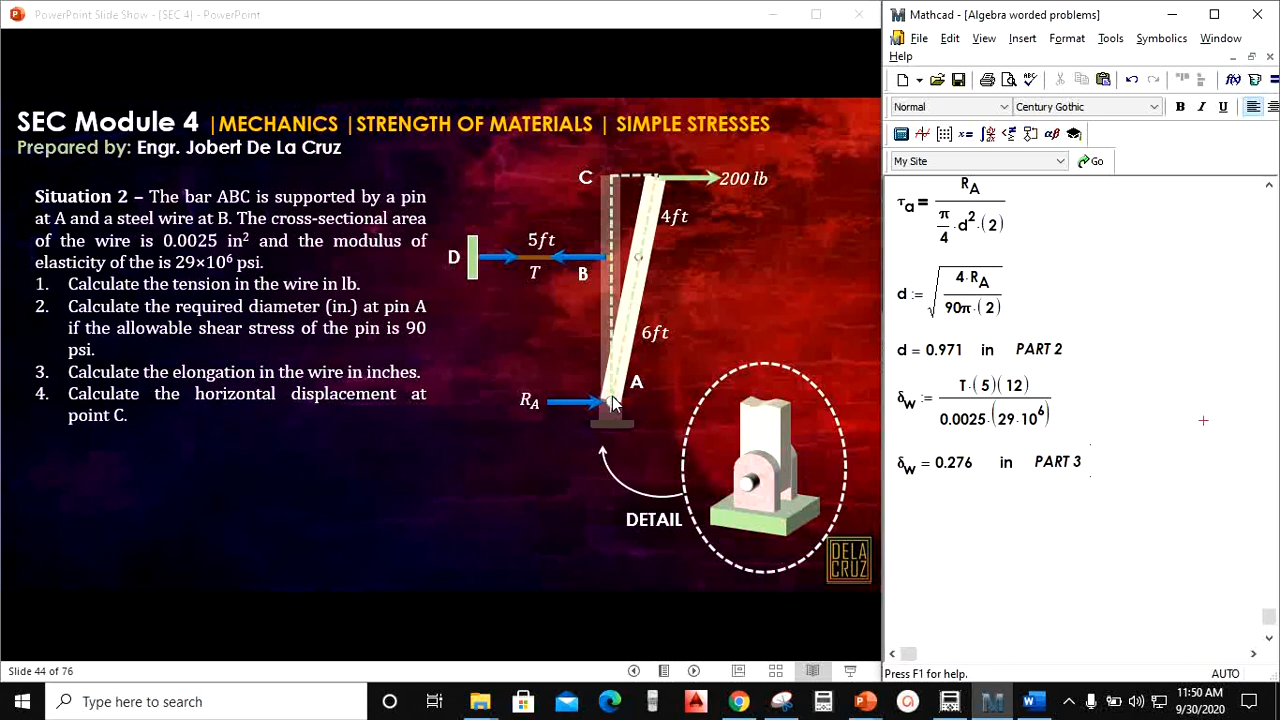 PowerPoint Slide Show - [SEC 4]
SEC Module 4 |MECHANICS |STRENGTH OF MATERIALS | SIMPLE STRESSES
Prepared by: Engr. Jobert De La Cruz
Situation 2 – The bar ABC is supported by a pin
at A and a steel wire at B. The cross-sectional area
of the wire is 0.0025 in² and the modulus of
elasticity of the is 29×10⁶ psi.
1. Calculate the tension in the wire in lb.
2. Calculate the required diameter (in.) at pin A
if the allowable shear stress of the pin is 90
psi.
3. Calculate the elongation in the wire in inches.
4. Calculate the horizontal displacement at
point C.
C
200 lb
4ft
5ft
D
T
B
6ft
A
R_A
DETAIL
DELA
CRUZ
Slide 44 of 76
Mathcad - [Algebra worded problems]
File Edit View Insert Format Tools Symbolics Window
Help
Normal Century Gothic B I U
My Site Go
τ_a = R_A / (π/4 · d² · (2))
d := √(4 · R_A / (90π · (2)))
d = 0.971 in PART 2
δ_w := T · (5)(12) / (0.0025 · (29 · 10⁶))
δ_w = 0.276 in PART 3
Press F1 for help. AUTO
Type here to search
11:50 AM
9/30/2020